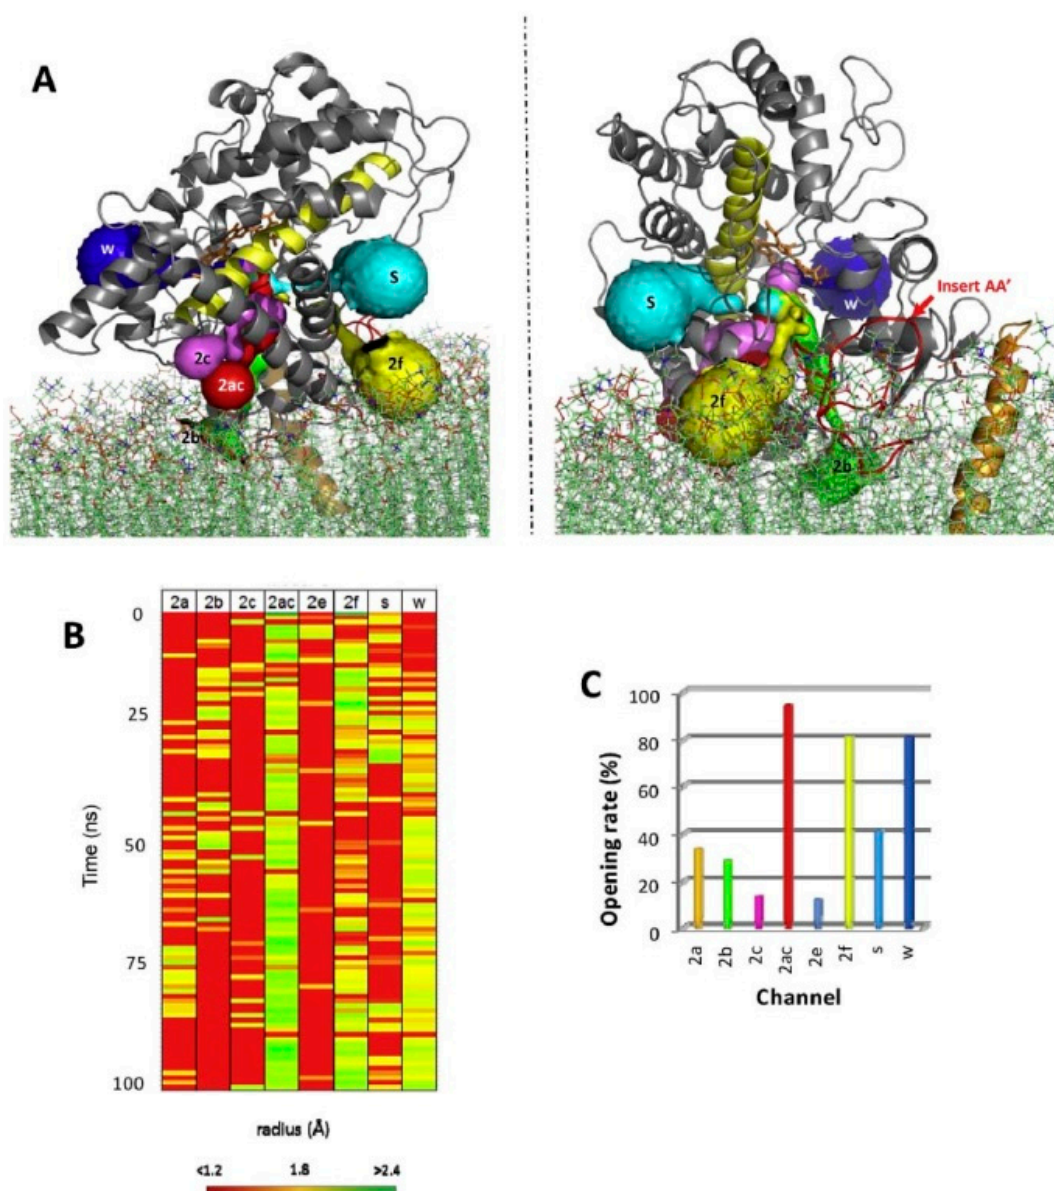 A
W
S
2c
2ac
2f
2b
S
W
Insert AA'
2f
2b
B
2a 2b 2c 2ac 2e 2f s w
0
25
50
75
100
Time (ns)
radius (Å)
<1.2 1.8 >2.4
C
100
80
60
40
20
0
Opening rate (%)
2a 2b 2c 2ac 2e 2f s w
Channel